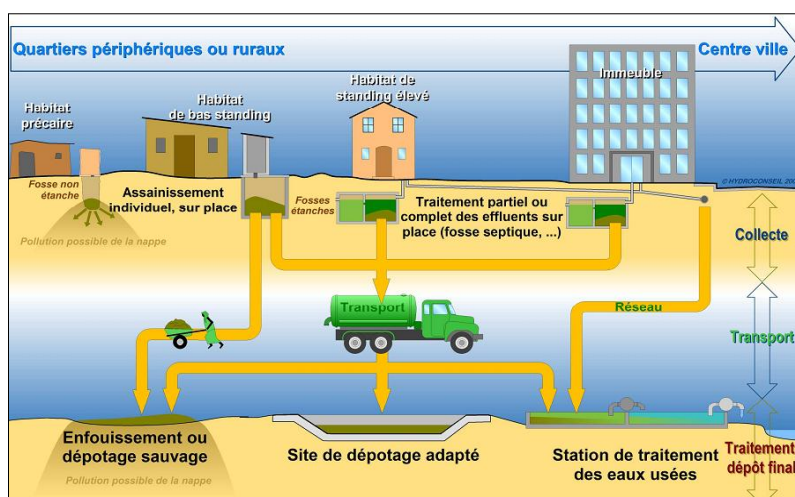 Quartiers périphériques ou ruraux
Centre ville
Habitat
précaire
Habitat
de bas standing
Habitat de
standing élevé
Immeuble
© HYDROCONSEIL
Fosse non
étanche
Assainissement
individuel, sur place
Fosses
étanches
Traitement partiel ou
complet des effluents sur
place (fosse septique, ...)
Pollution possible de la nappe
Collecte
Transport
Réseau
Transport
Enfouissement ou
dépotage sauvage
Site de dépotage adapté
Station de traitement
des eaux usées
Traitement
dépôt final
Pollution possible de la nappe